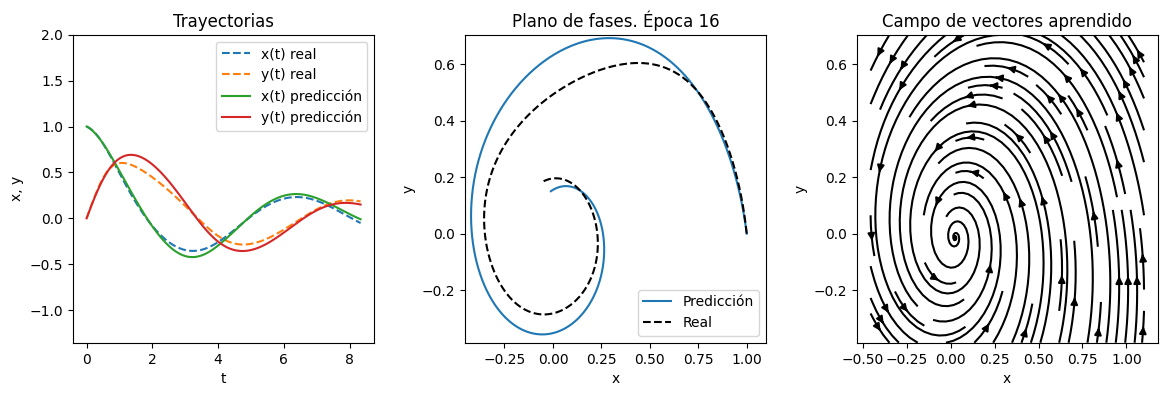 Trayectorias
x, y
2.0
1.5
1.0
0.5
0.0
−0.5
−1.0
0
2
4
6
8
t
x(t) real
y(t) real
x(t) predicción
y(t) predicción
Plano de fases. Época 16
y
0.6
0.4
0.2
0.0
−0.2
−0.25
0.00
0.25
0.50
0.75
1.00
x
Predicción
Real
Campo de vectores aprendido
y
0.6
0.4
0.2
0.0
−0.2
−0.50
−0.25
0.00
0.25
0.50
0.75
1.00
x